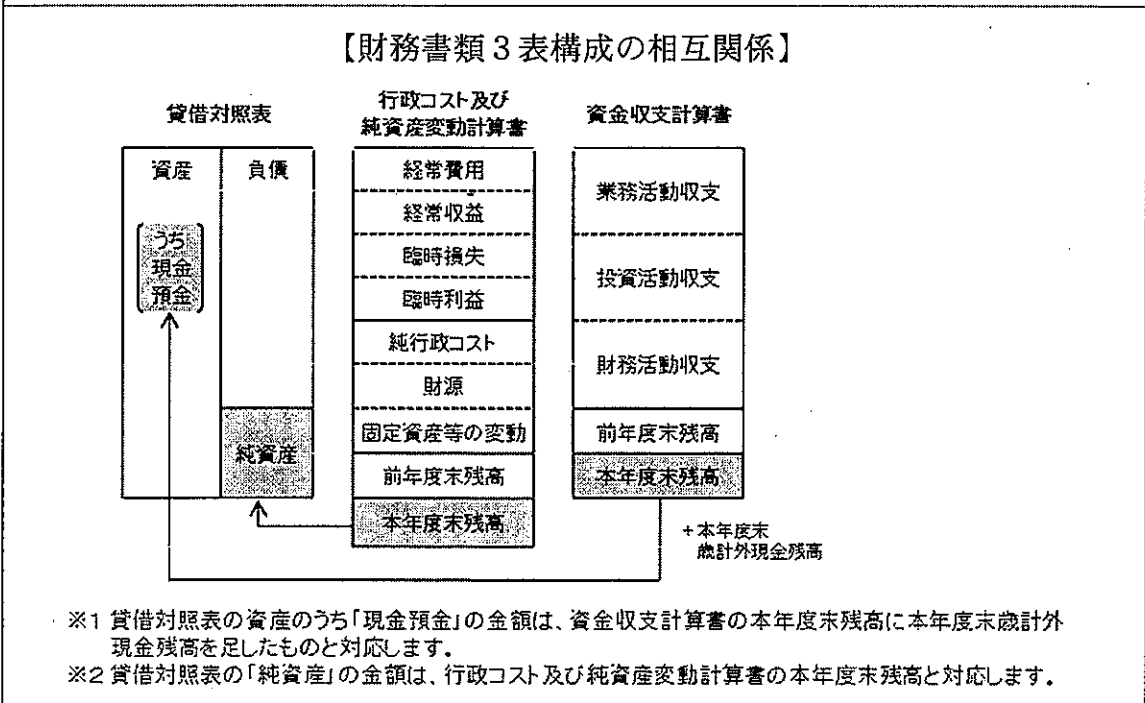 【財務書類３表構成の相互関係】
貸借対照表
行政コスト及び
純資産変動計算書
資金収支計算書
資産
負債
うち
現金
預金
純資産
経常費用
経常収益
臨時損失
臨時利益
純行政コスト
財源
固定資産等の変動
前年度末残高
本年度末残高
業務活動収支
投資活動収支
財務活動収支
前年度末残高
本年度末残高
+本年度末
歳計外現金残高
※1 貸借対照表の資産のうち「現金預金」の金額は、資金収支計算書の本年度末残高に本年度末歳計外
現金残高を足したものと対応します。
※2 貸借対照表の「純資産」の金額は、行政コスト及び純資産変動計算書の本年度末残高と対応します。